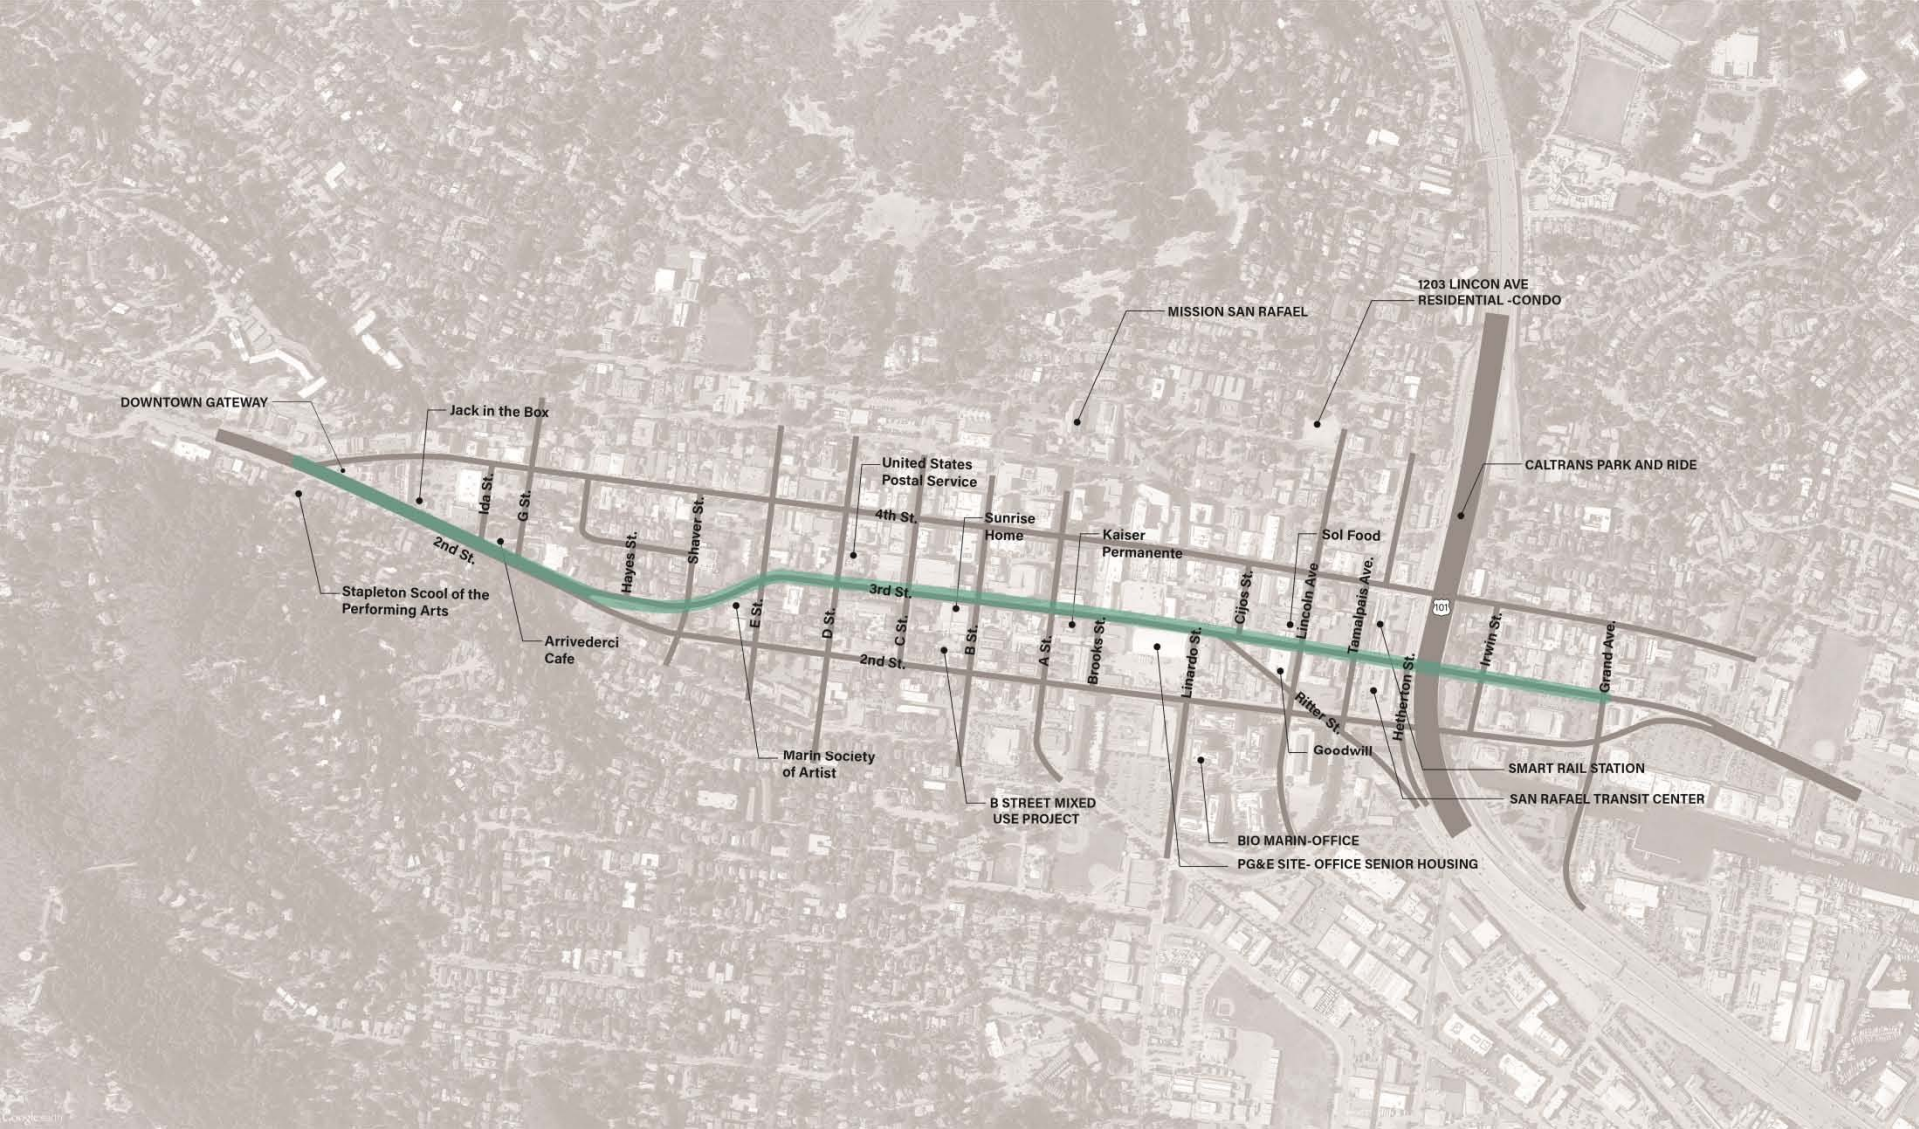 1203 LINCON AVE
RESIDENTIAL -CONDO
MISSION SAN RAFAEL
DOWNTOWN GATEWAY
Jack in the Box
United States
Postal Service
CALTRANS PARK AND RIDE
Ida St.
G St.
Shaver St.
4th St.
Sunrise
Home
Kaiser
Permanente
Sol Food
2nd St.
Hayes St.
Stapleton Scool of the
Performing Arts
3rd St.
Cijos St.
Lincoln Ave
Tamalpais Ave.
101
E St.
D St.
C St.
B St.
A St.
Brooks St.
Linardo St.
Irwin St.
Grand Ave.
Arrivederci
Cafe
2nd St.
Hetherton St.
Ritter St.
Goodwill
Marin Society
of Artist
SMART RAIL STATION
B STREET MIXED
USE PROJECT
SAN RAFAEL TRANSIT CENTER
BIO MARIN-OFFICE
PG&E SITE- OFFICE SENIOR HOUSING